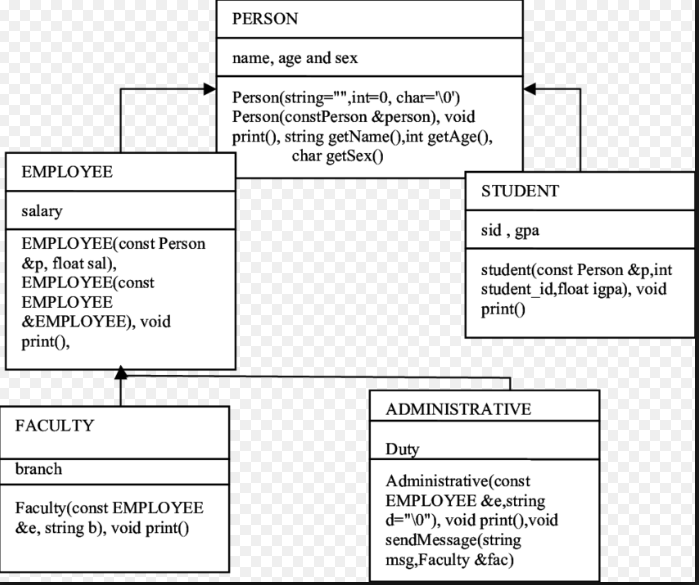 PERSON
name, age and sex
Person(string="",int=0, char='\0')
Person(constPerson &person), void
print(), string getName(),int getAge(),
char getSex()
EMPLOYEE
salary
EMPLOYEE(const Person
&p, float sal),
EMPLOYEE(const
EMPLOYEE
&EMPLOYEE), void
print(),
STUDENT
sid , gpa
student(const Person &p,int
student_id,float igpa), void
print()
FACULTY
branch
Faculty(const EMPLOYEE
&e, string b), void print()
ADMINISTRATIVE
Duty
Administrative(const
EMPLOYEE &e,string
d="\0"), void print(),void
sendMessage(string
msg,Faculty &fac)